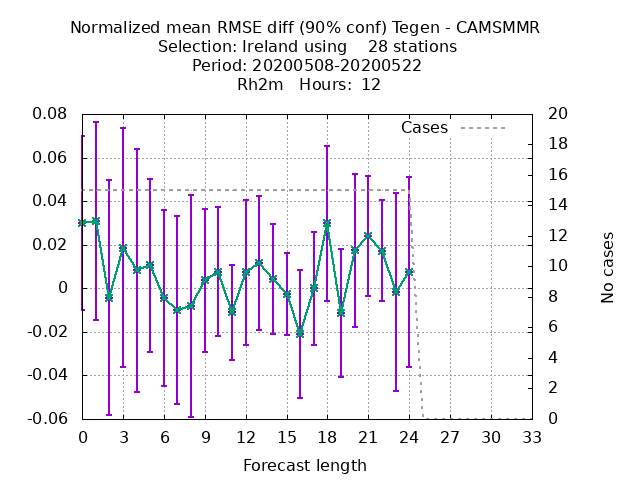 Normalized mean RMSE diff (90% conf) Tegen - CAMSMMR
Selection: Ireland using    28 stations
Period: 20200508-20200522
Rh2m   Hours:  12
Cases
0.08
0.06
0.04
0.02
0
-0.02
-0.04
-0.06
20
18
16
14
12
10
8
6
4
2
0
No cases
0 3 6 9 12 15 18 21 24 27 30 33
Forecast length